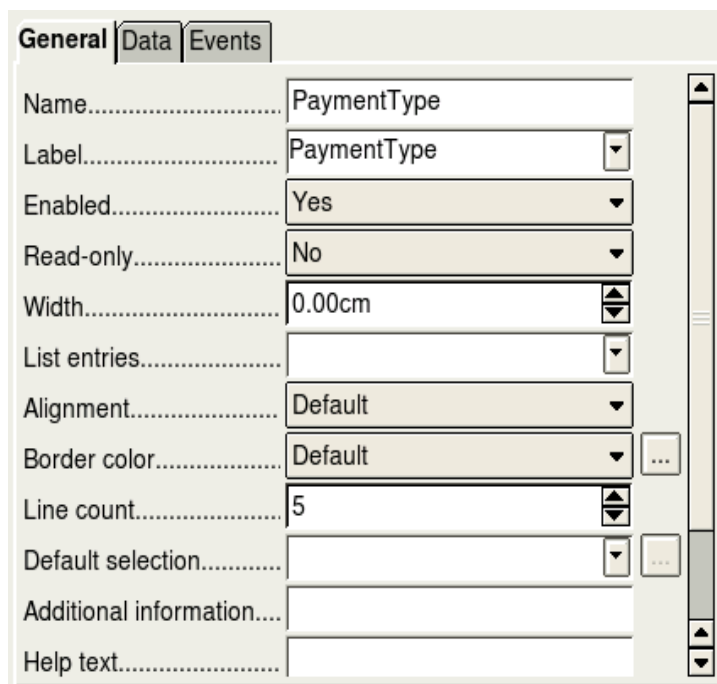 General Data Events
Name............................ PaymentType
Label............................ PaymentType
Enabled........................ Yes
Read-only..................... No
Width............................ 0.00cm
List entries....................
Alignment...................... Default
Border color.................. Default ...
Line count..................... 5
Default selection............ ...
Additional information....
Help text.......................